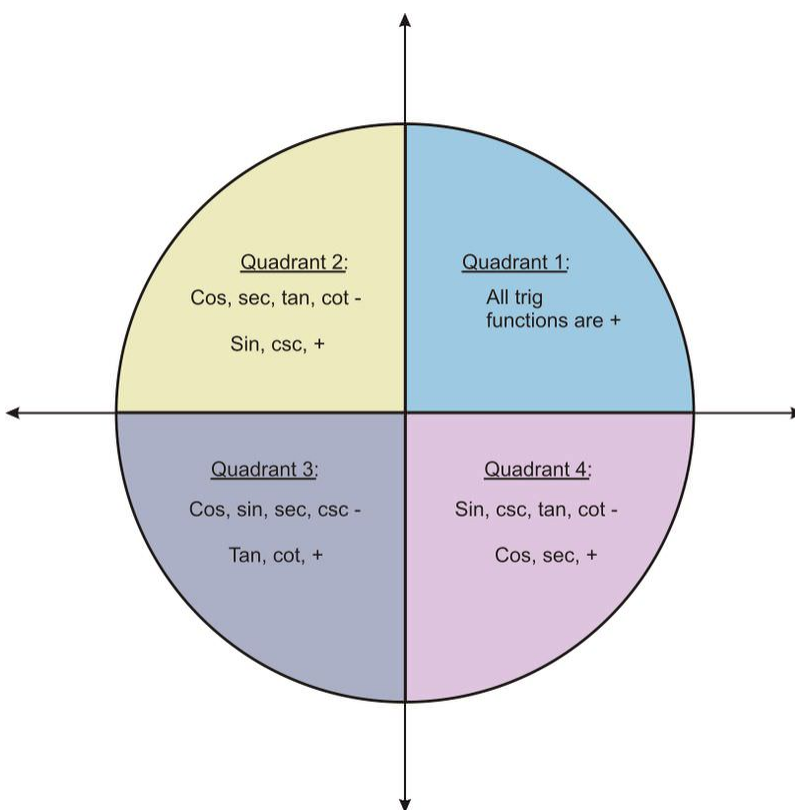 Quadrant 2:
Cos, sec, tan, cot -
Sin, csc, +
Quadrant 1:
All trig
functions are +
Quadrant 3:
Cos, sin, sec, csc -
Tan, cot, +
Quadrant 4:
Sin, csc, tan, cot -
Cos, sec, +